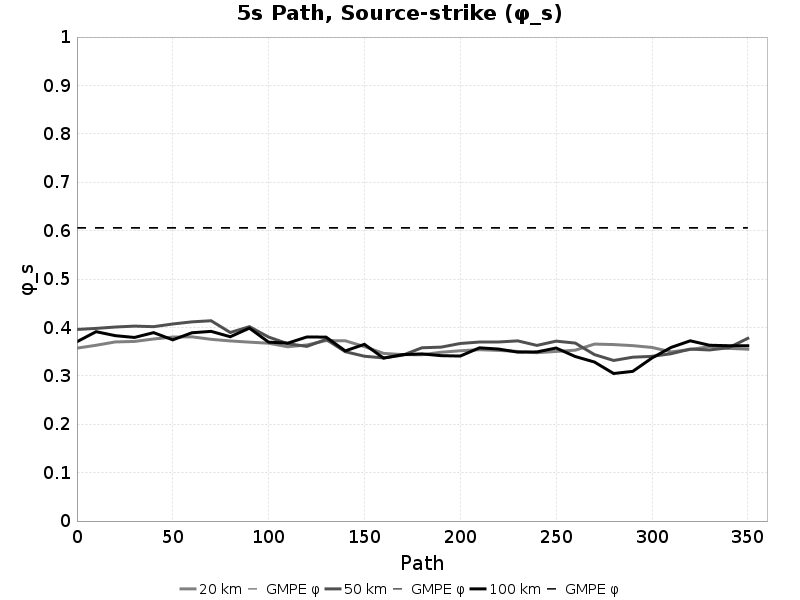 5s Path, Source-strike (φ_s)
1
0.9
0.8
0.7
0.6
0.5
0.4
0.3
0.2
0.1
0
φ_s
0 50 100 150 200 250 300 350
Path
20 km GMPE φ 50 km GMPE φ 100 km GMPE φ